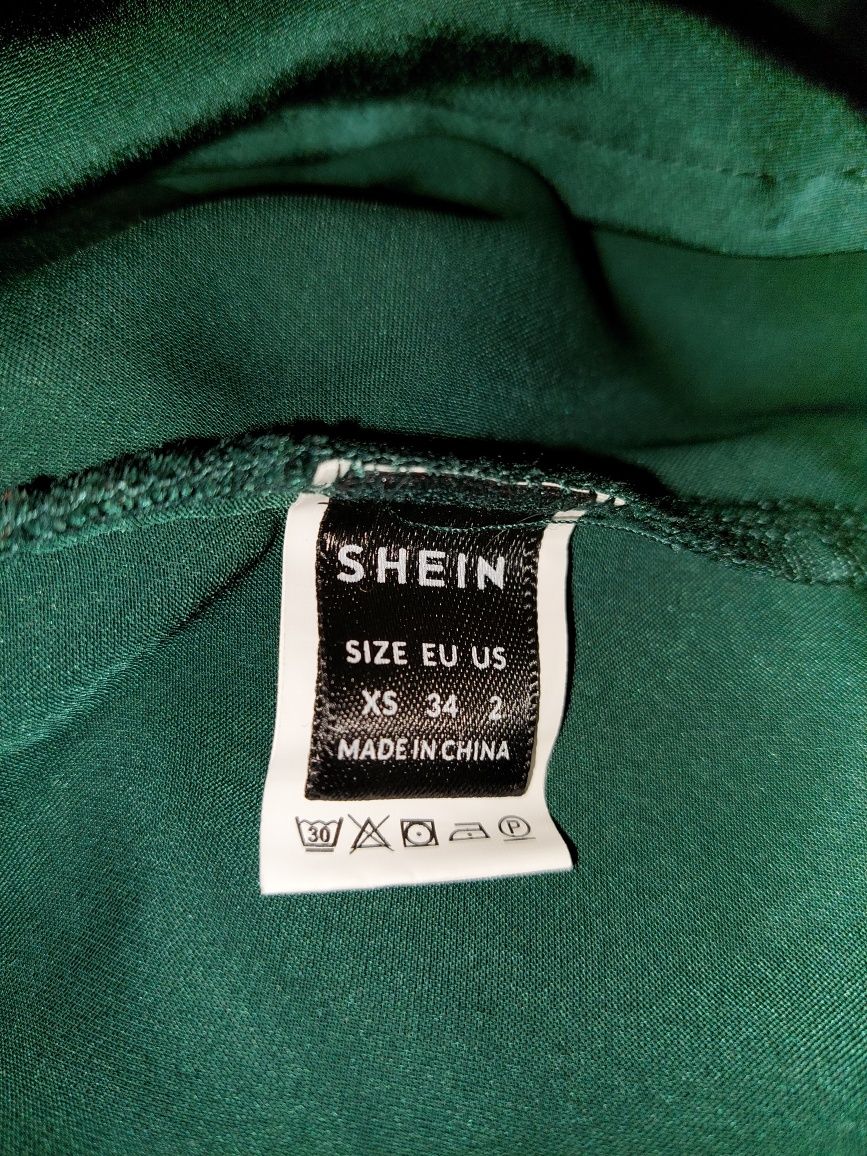 SHEIN
SIZE EU US
XS 34 2
MADE IN CHINA
30 P